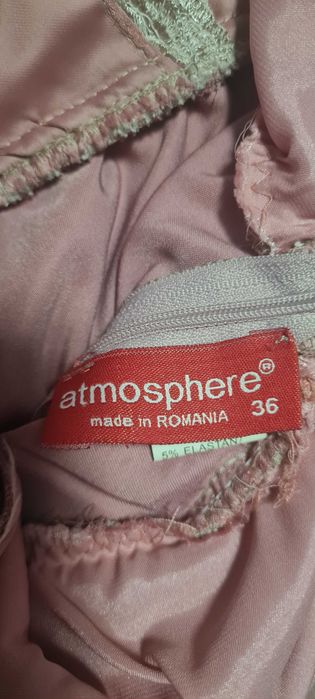 atmosphere®
made in ROMANIA 36
5% ELASTAN